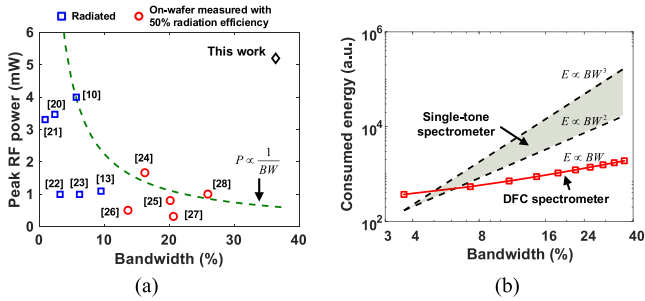 Radiated
On-wafer measured with
50% radiation efficiency
Peak RF power (mW)
6
5
4
3
2
1
0
This work
[10]
[20]
[21]
[22]
[23]
[13]
[24]
[25]
[26]
[27]
[28]
P ∝ 1/BW
0
10
20
30
40
Bandwidth (%)
(a)
Consumed energy (a.u.)
10^6
10^4
10^2
E ∝ BW^3
Single-tone
spectrometer
E ∝ BW^2
E ∝ BW
DFC spectrometer
3
4
8
16
24
40
Bandwidth (%)
(b)